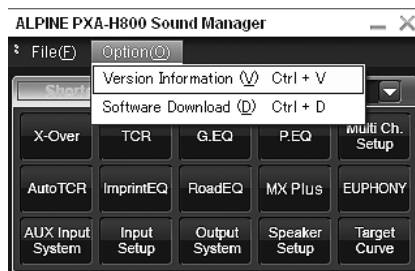 ALPINE PXA-H800 Sound Manager
File(F) Option(O)
Version Information (V) Ctrl + V
Software Download (D) Ctrl + D
X-Over TCR G.EQ P.EQ Multi Ch. Setup
AutoTCR ImprintEQ RoadEQ MX Plus EUPHONY
AUX Input System Input Setup Output System Speaker Setup Target Curve